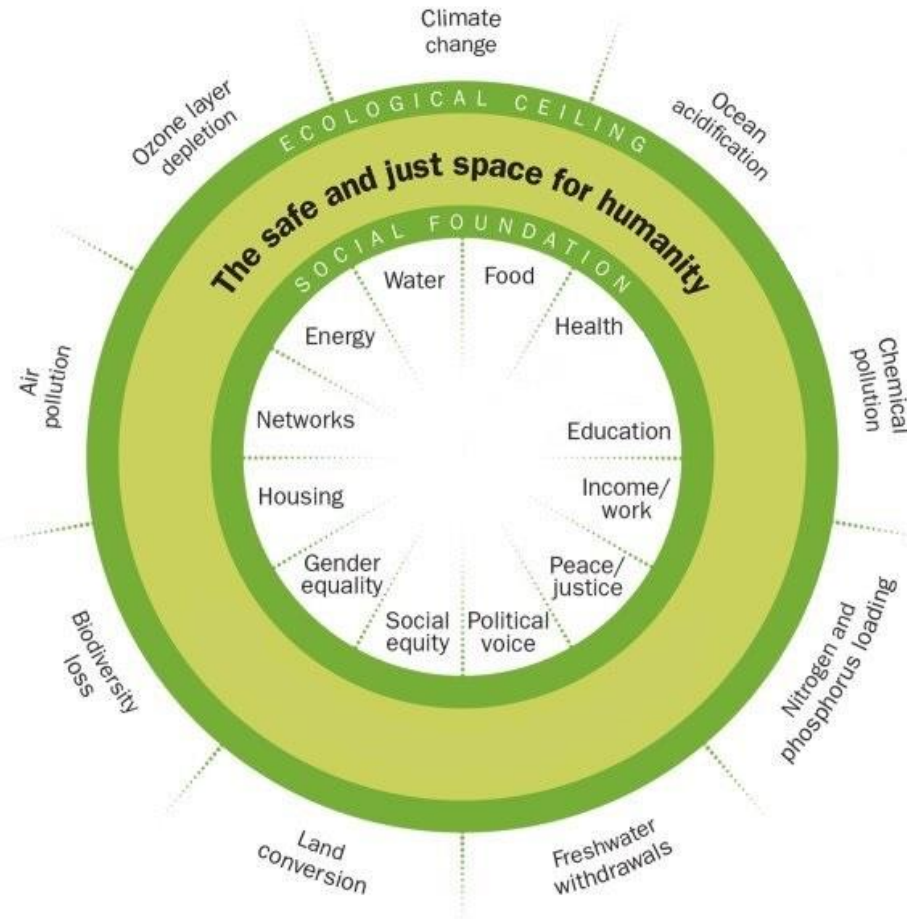 Climate
change
Ocean
acidification
Chemical
pollution
Nitrogen and
phosphorus loading
Freshwater
withdrawals
Land
conversion
Biodiversity
loss
Air
pollution
Ozone layer
depletion
ECOLOGICAL CEILING
The safe and just space for humanity
SOCIAL FOUNDATION
Water
Food
Health
Education
Income/
work
Peace/
justice
Political
voice
Social
equity
Gender
equality
Housing
Networks
Energy